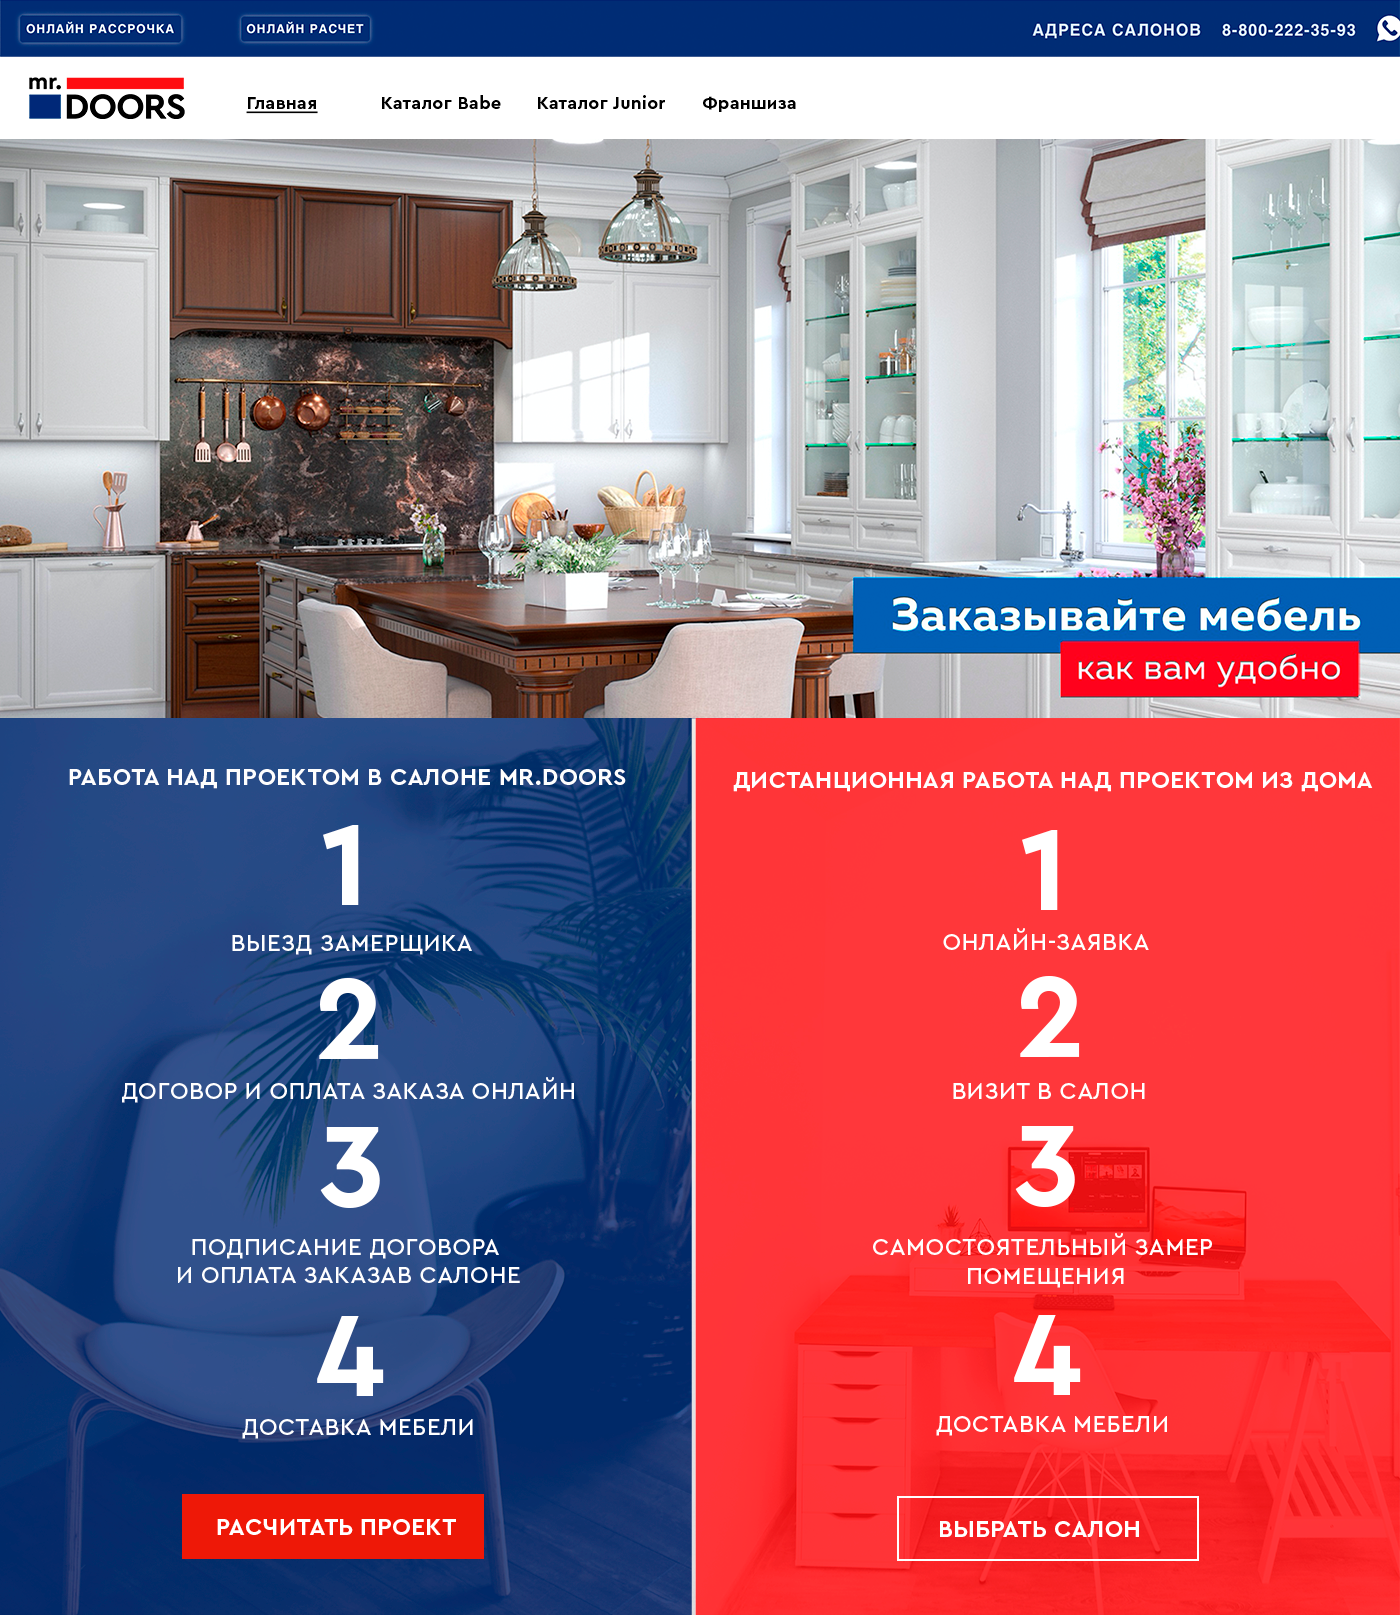 ОНЛАЙН РАССРОЧКА
ОНЛАЙН РАСЧЕТ
АДРЕСА САЛОНОВ
8-800-222-35-93
mr.
DOORS
Главная
Каталог Babe
Каталог Junior
Франшиза
Заказывайте мебель
как вам удобно
РАБОТА НАД ПРОЕКТОМ В САЛОНЕ MR.DOORS
1
ВЫЕЗД ЗАМЕРЩИКА
2
ДОГОВОР И ОПЛАТА ЗАКАЗА ОНЛАЙН
3
ПОДПИСАНИЕ ДОГОВОРА
И ОПЛАТА ЗАКАЗАВ САЛОНЕ
4
ДОСТАВКА МЕБЕЛИ
РАСЧИТАТЬ ПРОЕКТ
ДИСТАНЦИОННАЯ РАБОТА НАД ПРОЕКТОМ ИЗ ДОМА
1
ОНЛАЙН-ЗАЯВКА
2
ВИЗИТ В САЛОН
3
САМОСТОЯТЕЛЬНЫЙ ЗАМЕР
ПОМЕЩЕНИЯ
4
ДОСТАВКА МЕБЕЛИ
ВЫБРАТЬ САЛОН